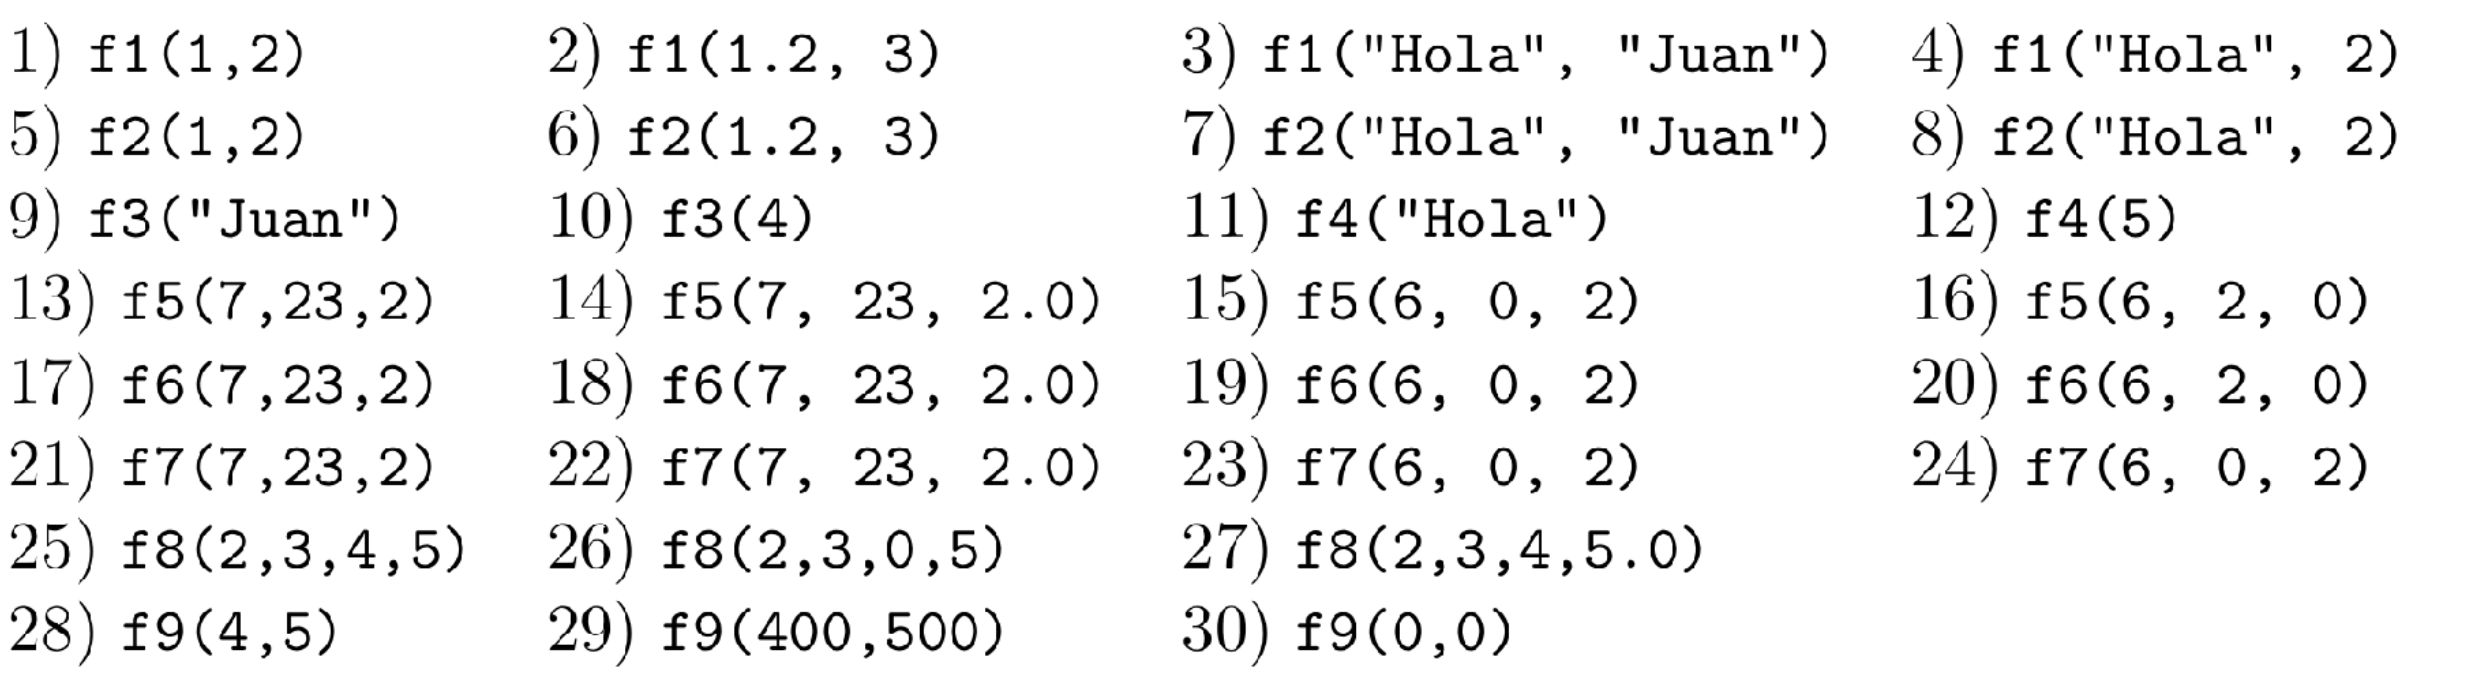 1) f1(1,2) 2) f1(1.2, 3) 3) f1("Hola", "Juan") 4) f1("Hola", 2)
5) f2(1,2) 6) f2(1.2, 3) 7) f2("Hola", "Juan") 8) f2("Hola", 2)
9) f3("Juan") 10) f3(4) 11) f4("Hola") 12) f4(5)
13) f5(7,23,2) 14) f5(7, 23, 2.0) 15) f5(6, 0, 2) 16) f5(6, 2, 0)
17) f6(7,23,2) 18) f6(7, 23, 2.0) 19) f6(6, 0, 2) 20) f6(6, 2, 0)
21) f7(7,23,2) 22) f7(7, 23, 2.0) 23) f7(6, 0, 2) 24) f7(6, 0, 2)
25) f8(2,3,4,5) 26) f8(2,3,0,5) 27) f8(2,3,4,5.0)
28) f9(4,5) 29) f9(400,500) 30) f9(0,0)